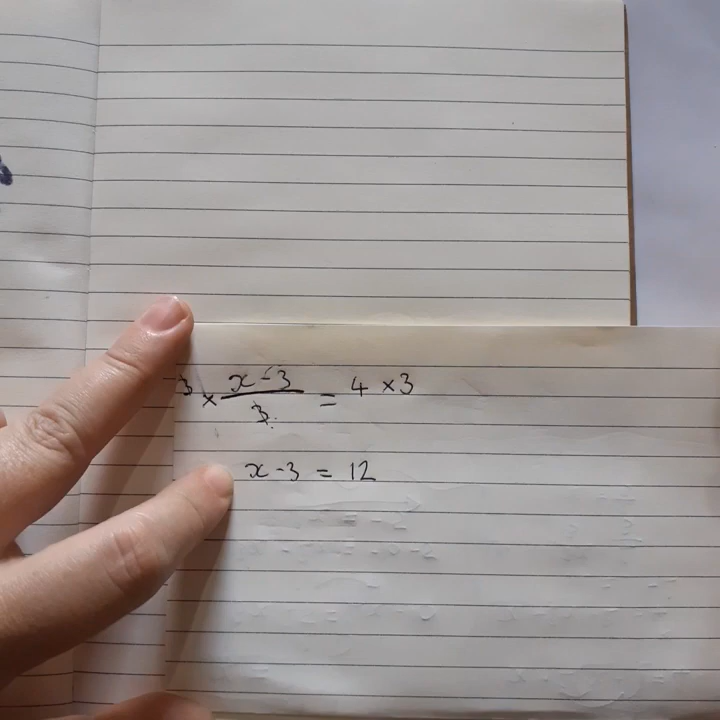 3 × x-3/3 = 4 × 3
x - 3 = 12